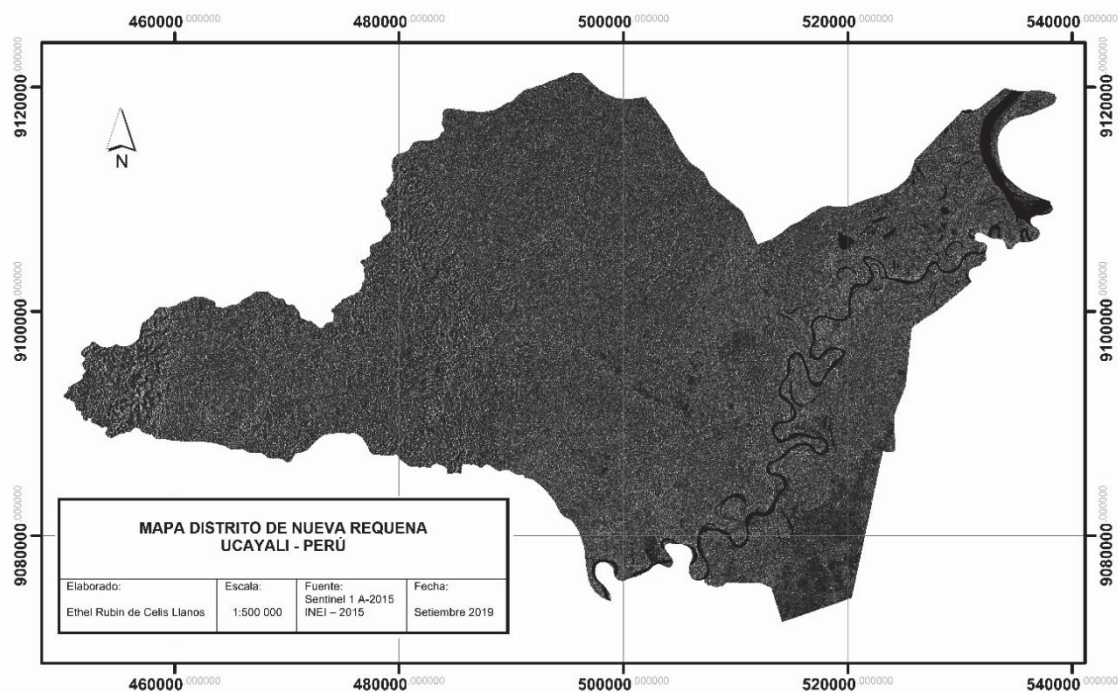 460000.000000 480000.000000 500000.000000 520000.000000 540000.000000
9120000.000000 9120000.000000
N
9100000.000000 9100000.000000
9080000.000000 9080000.000000
MAPA DISTRITO DE NUEVA REQUENA
UCAYALI - PERÚ
Elaborado: Escala: Fuente: Fecha:
Sentinel 1 A-2015
Ethel Rubin de Celis Llanos 1:500 000 INEI – 2015 Setiembre 2019
460000.000000 480000.000000 500000.000000 520000.000000 540000.000000